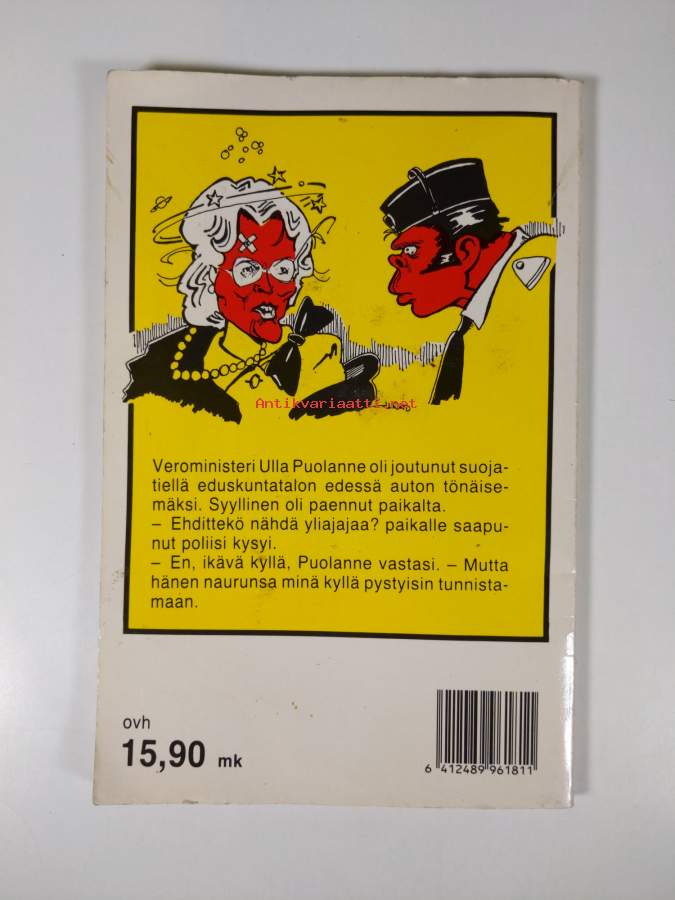 Antikvariaatti.net
Verominis­teri Ulla Puolanne oli joutunut suoja-
tiellä eduskuntatalon edessä auton tönäise-
mäksi. Syyllinen oli paennut paikalta.
– Ehdittekö nähdä yliajajaa? paikalle saapu-
nut poliisi kysyi.
– En, ikävä kyllä, Puolanne vastasi. – Mutta
hänen naurunsa minä kyllä pystyisin tunnista-
maan.
ovh
15,90 mk
6 412489 961811